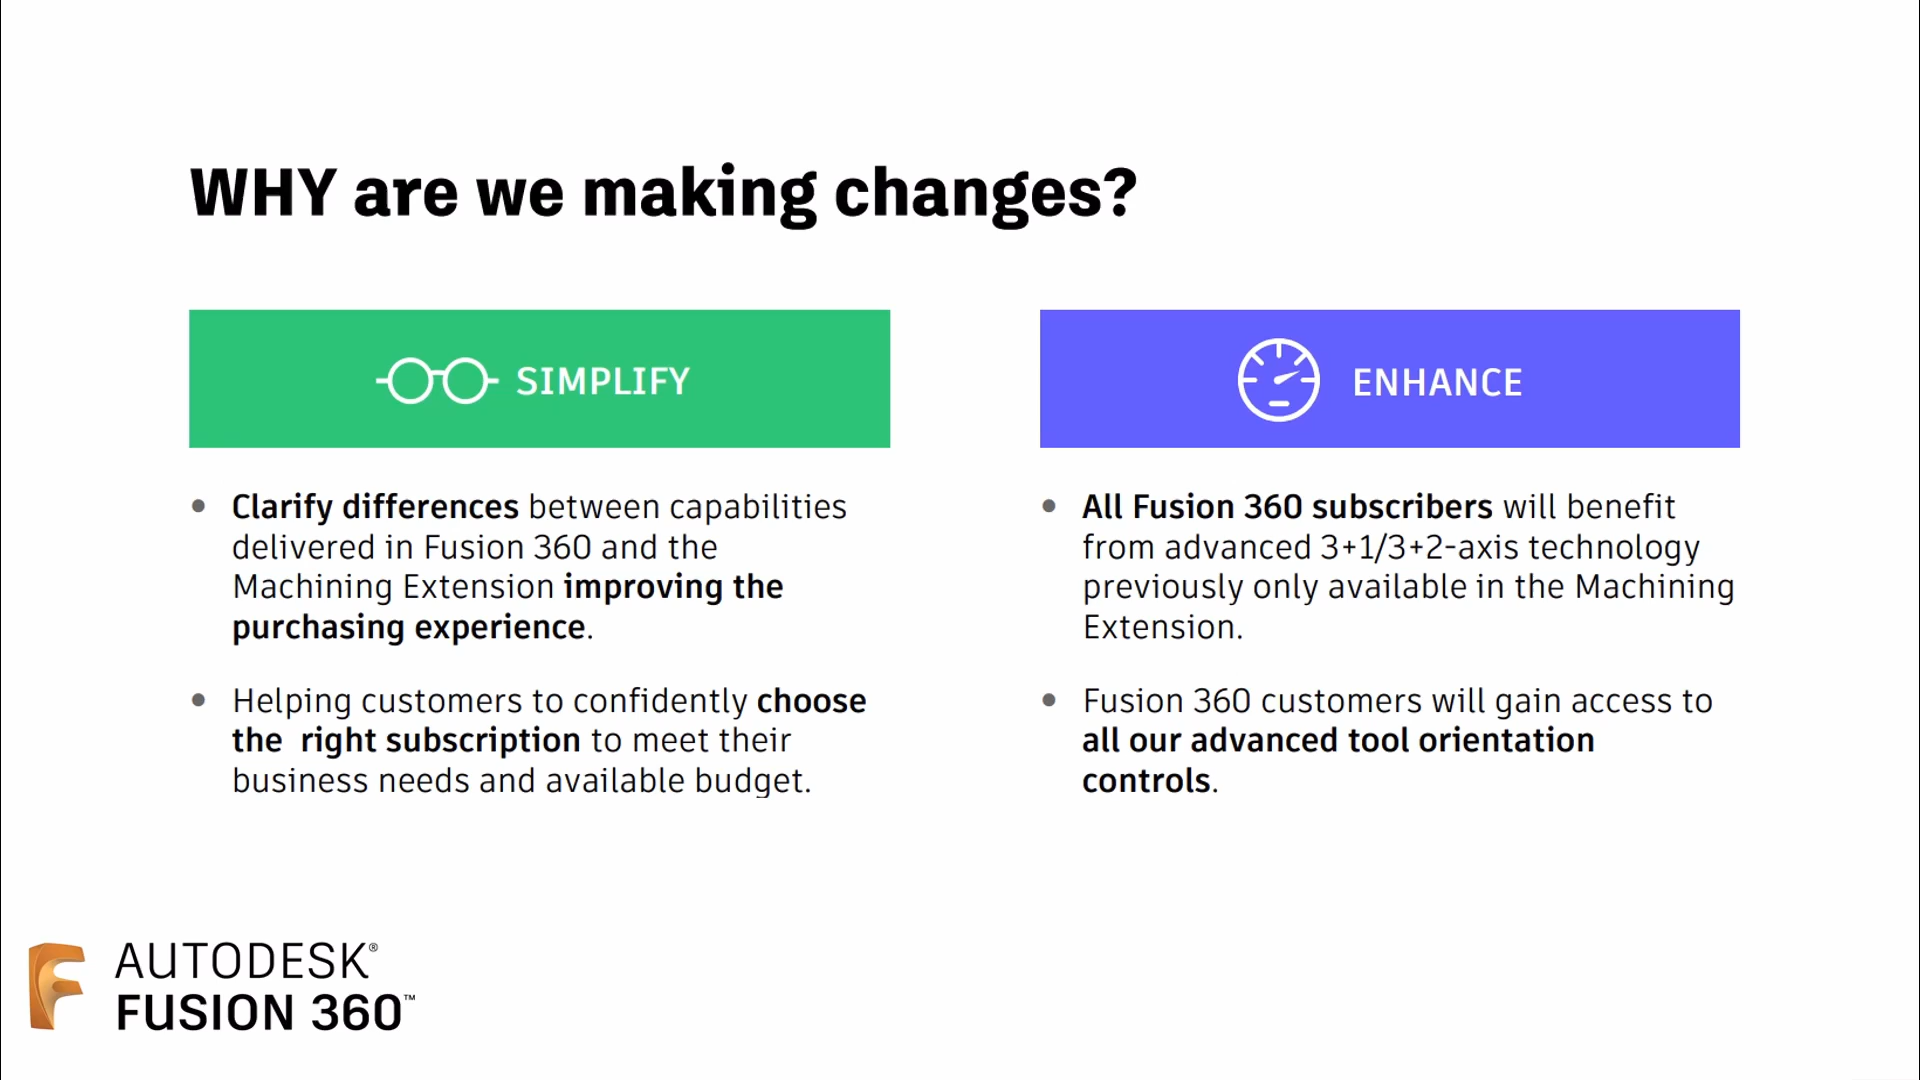 WHY are we making changes?
SIMPLIFY
• Clarify differences between capabilities
delivered in Fusion 360 and the
Machining Extension improving the
purchasing experience.
• Helping customers to confidently choose
the  right subscription to meet their
business needs and available budget.
ENHANCE
• All Fusion 360 subscribers will benefit
from advanced 3+1/3+2-axis technology
previously only available in the Machining
Extension.
• Fusion 360 customers will gain access to
all our advanced tool orientation
controls.
AUTODESK®
FUSION 360™